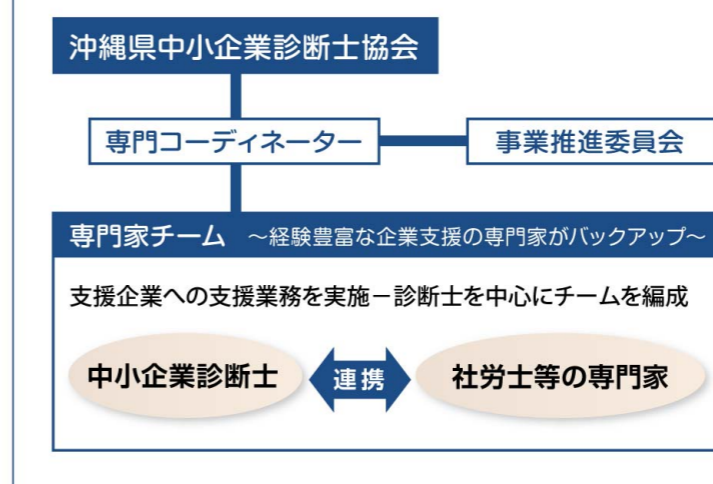 沖縄県中小企業診断士協会
専門コーディネーター
事業推進委員会
専門家チーム ~経験豊富な企業支援の専門家がバックアップ~
支援企業への支援業務を実施－診断士を中心にチームを編成
中小企業診断士
連携
社労士等の専門家